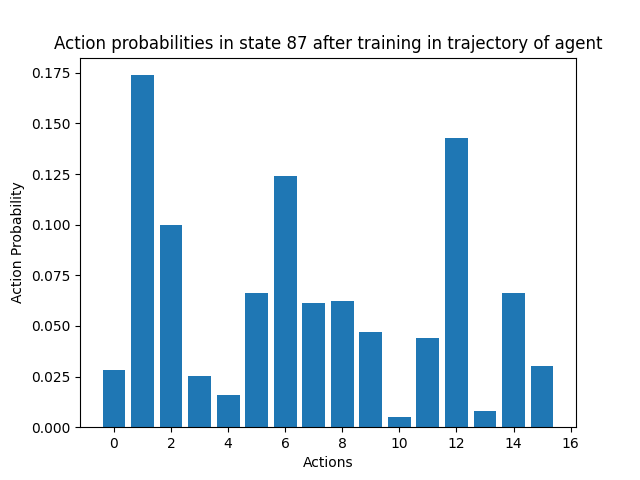 Action probabilities in state 87 after training in trajectory of agent
0.175
0.150
0.125
0.100
0.075
0.050
0.025
0.000
Action Probability
0 2 4 6 8 10 12 14 16
Actions